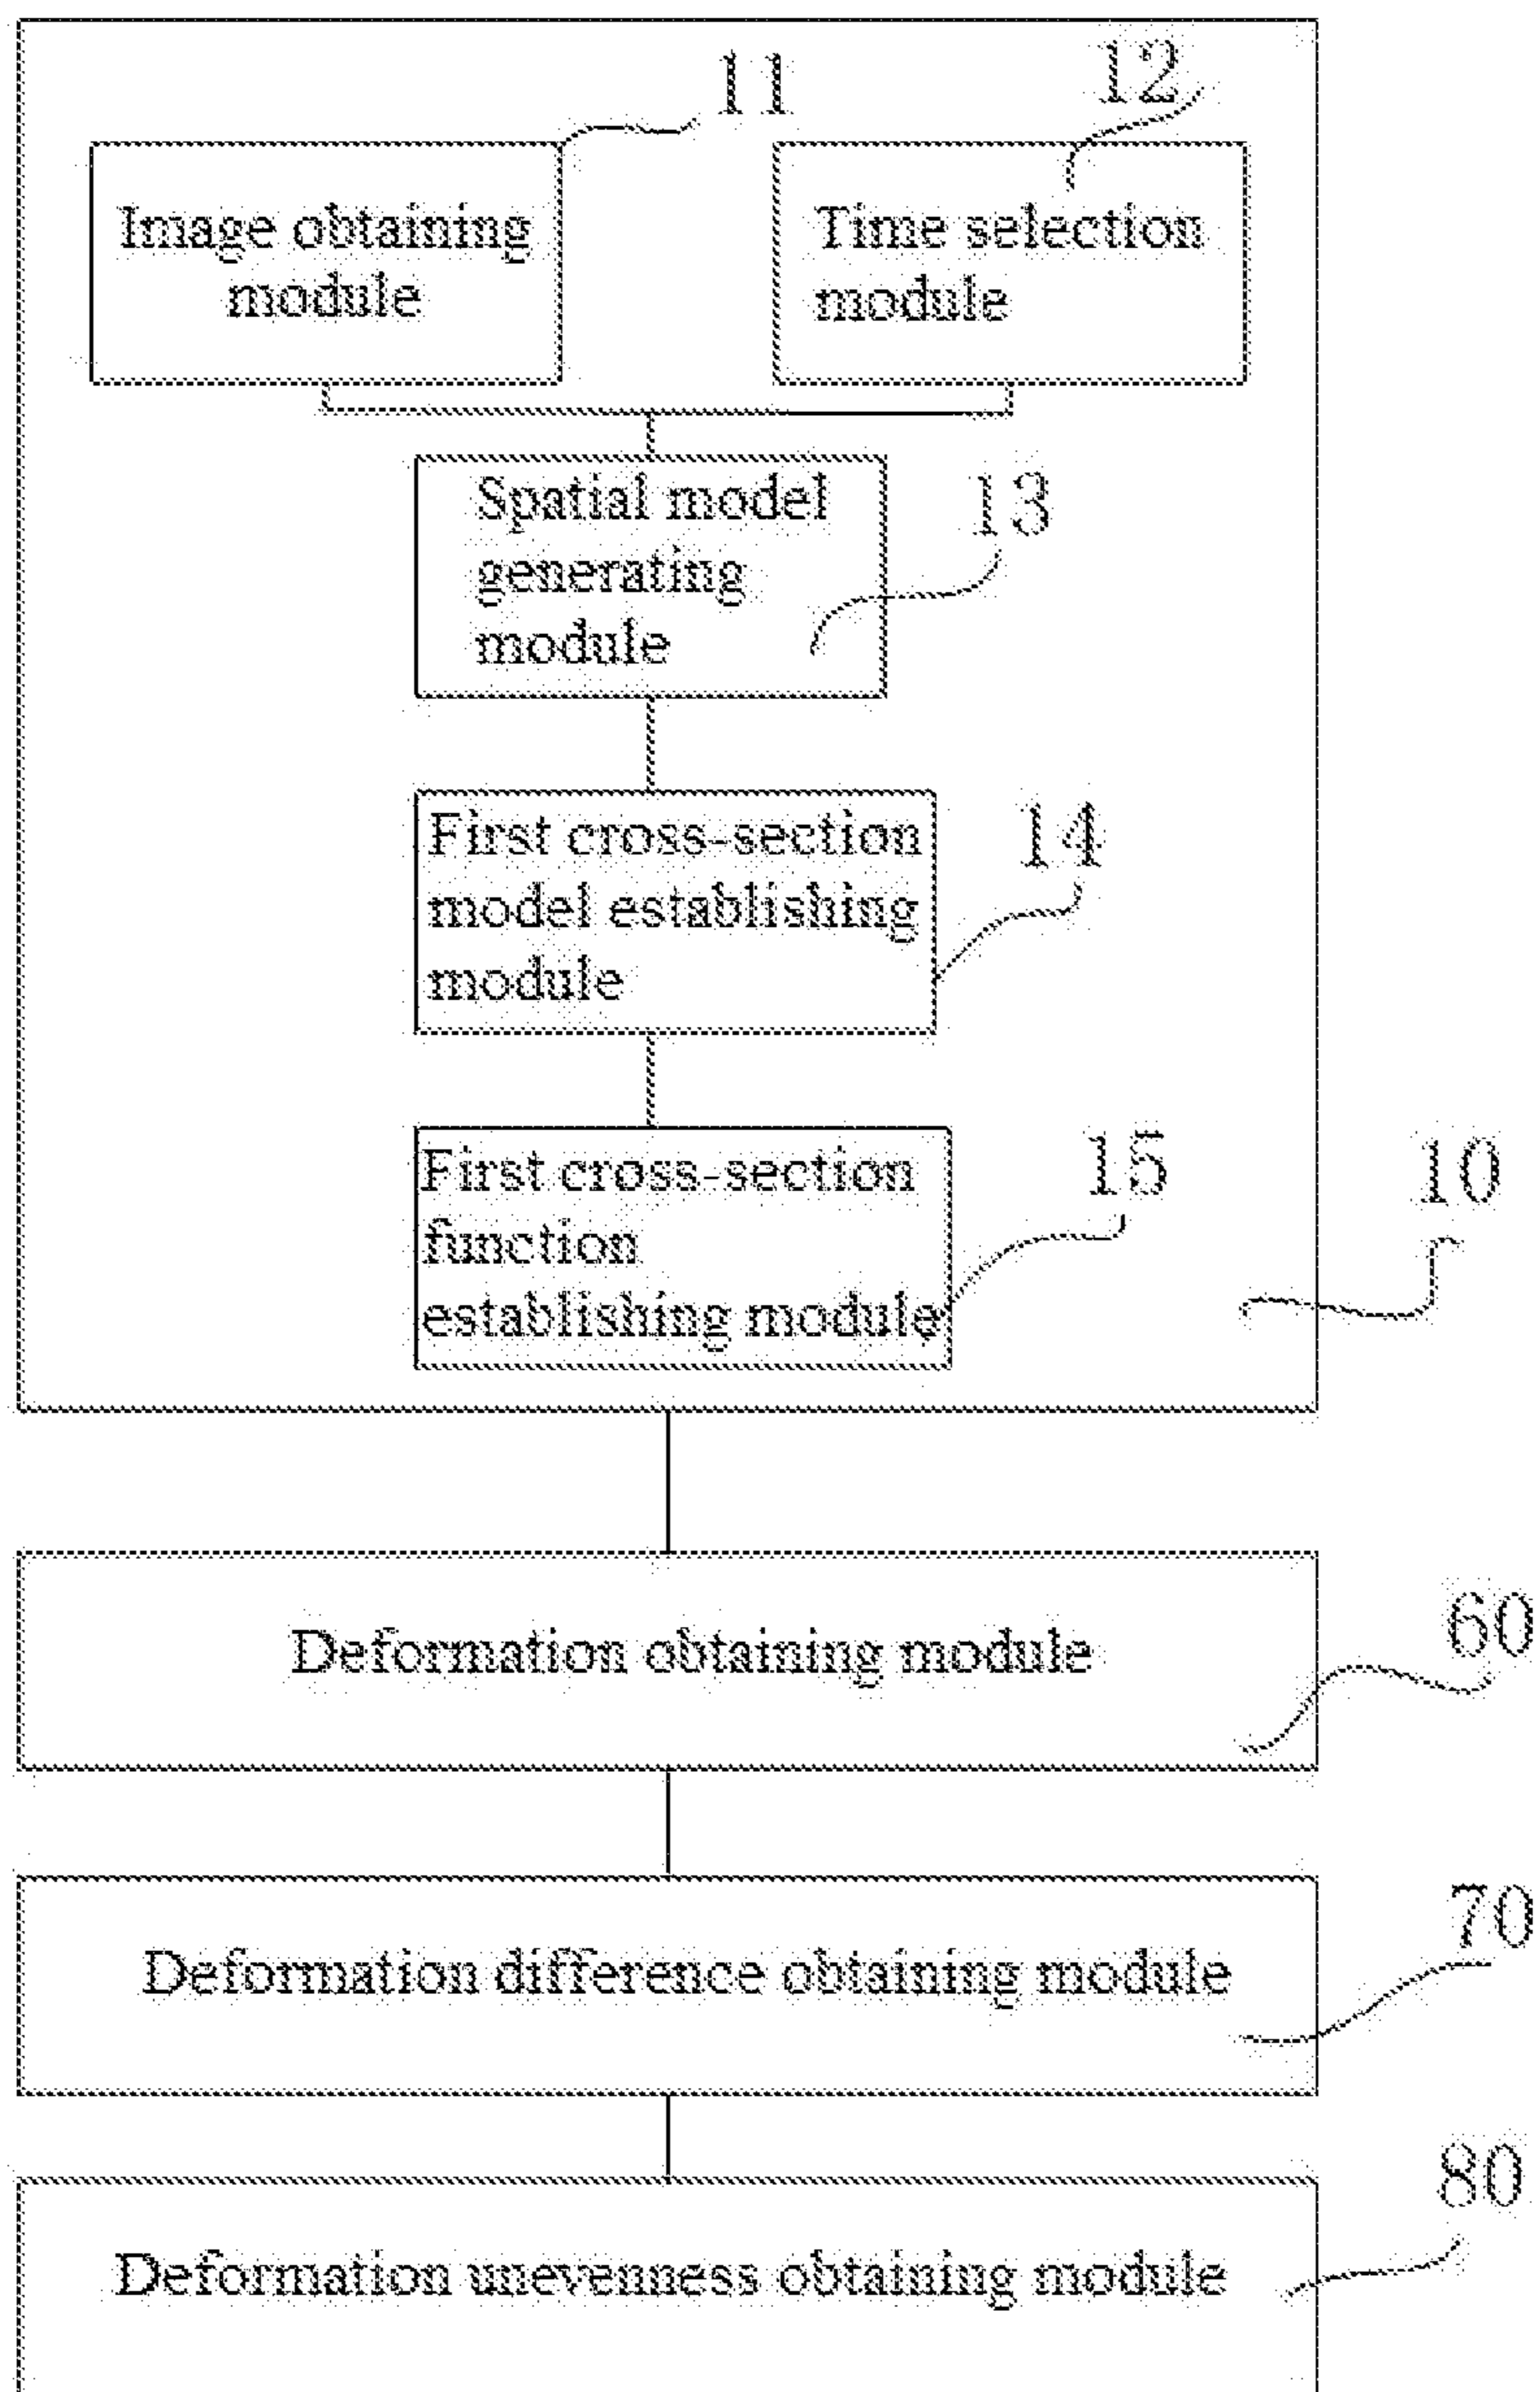 11
12
Image obtaining
module
Time selection
module
Spatial model
generating
module
13
First cross-section
model establishing
module
14
First cross-section
function
establishing module
15
10
Deformation obtaining module
60
Deformation difference obtaining module
70
Deformation unevenness obtaining module
80